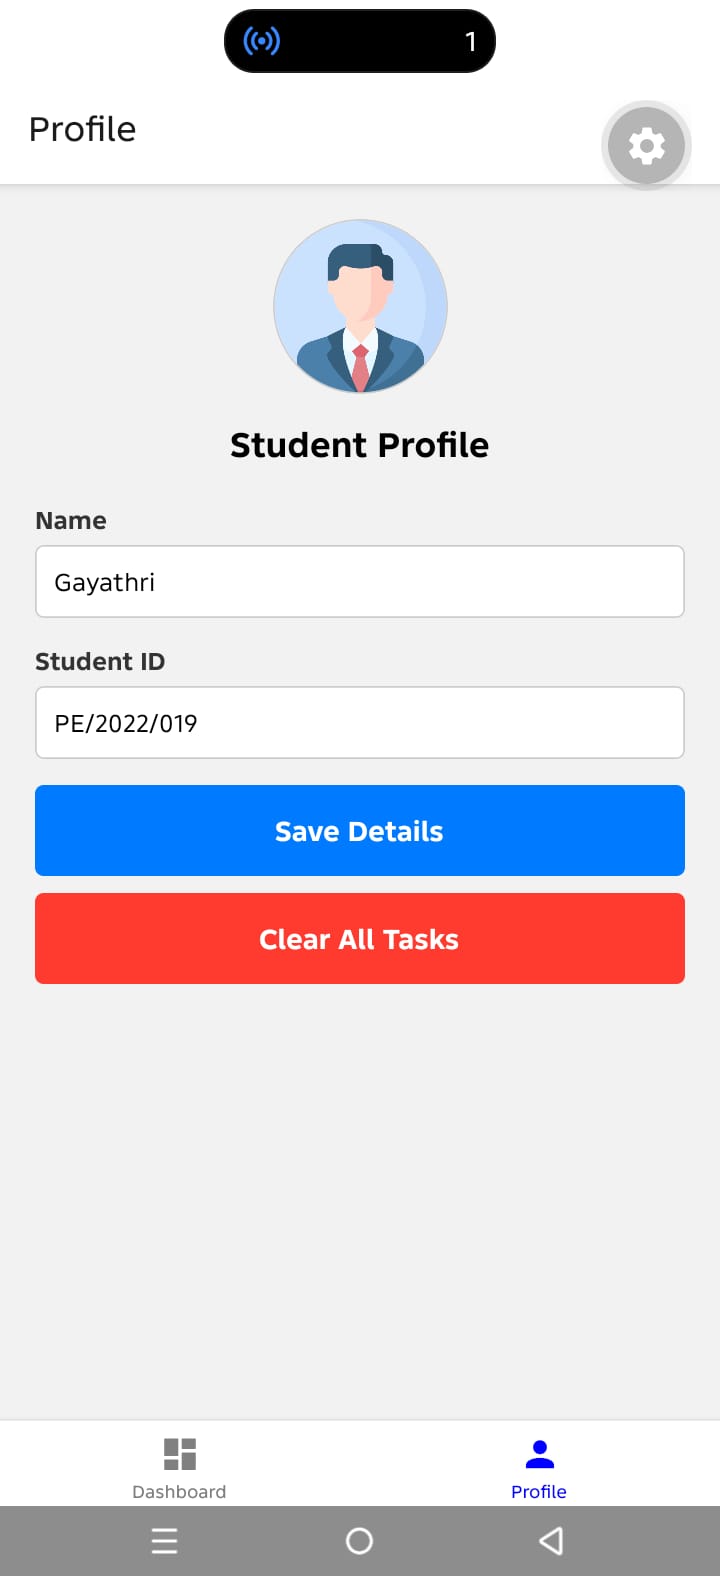 1
Profile
Student Profile
Name
Gayathri
Student ID
PE/2022/019
Save Details
Clear All Tasks
Dashboard
Profile